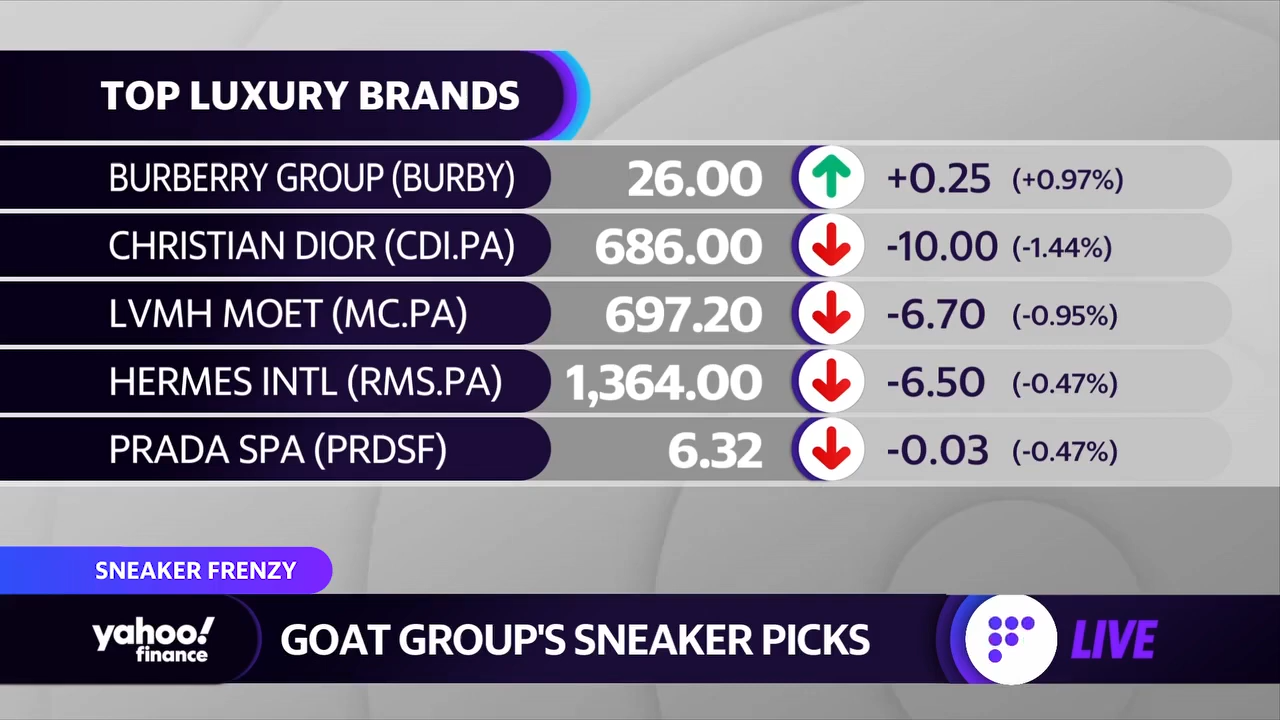 TOP LUXURY BRANDS
BURBERRY GROUP (BURBY) 26.00 +0.25 (+0.97%)
CHRISTIAN DIOR (CDI.PA) 686.00 -10.00 (-1.44%)
LVMH MOET (MC.PA) 697.20 -6.70 (-0.95%)
HERMES INTL (RMS.PA) 1,364.00 -6.50 (-0.47%)
PRADA SPA (PRDSF) 6.32 -0.03 (-0.47%)
SNEAKER FRENZY
yahoo!
finance
GOAT GROUP'S SNEAKER PICKS
LIVE